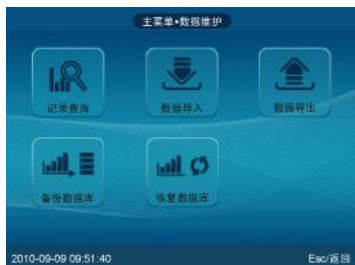 主菜单•数据维护
记录查询
数据导入
数据导出
备份数据库
恢复数据库
2010-09-09 09:51:40
Esc/返回